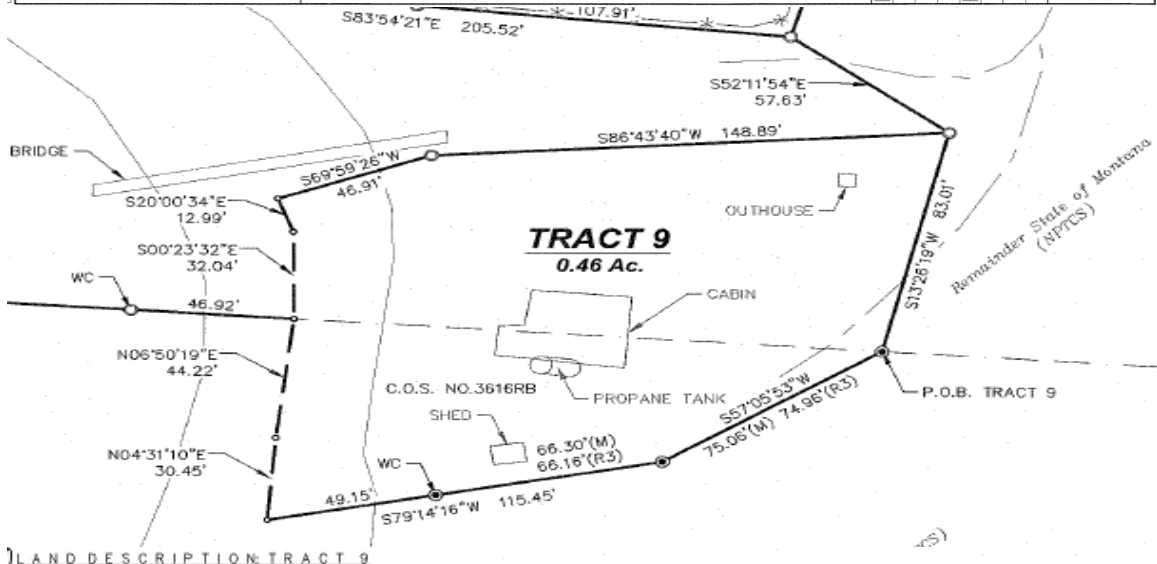 107.91'
S83°54'21"E 205.52'
S52°11'54"E
57.63'
S86°43'40"W 148.89'
BRIDGE
S69°59'26"W
46.91'
S20°00'34"E
12.99'
OUTHOUSE
S13°26'19"W 83.01'
Remainder State of Montana
(NPTCS)
TRACT 9
0.46 Ac.
S00°23'32"E
32.04'
WC
46.92'
CABIN
N06°50'19"E
44.22'
C.O.S. NO.3616RB
PROPANE TANK
P.O.B. TRACT 9
S57°05'53"W
75.06'(M) 74.96'(R3)
SHED
66.30'(M)
66.16'(R3)
N04°31'10"E
30.45'
WC
49.15'
S79°14'16"W 115.45'
CS)
LAND DESCRIPTION: TRACT 9